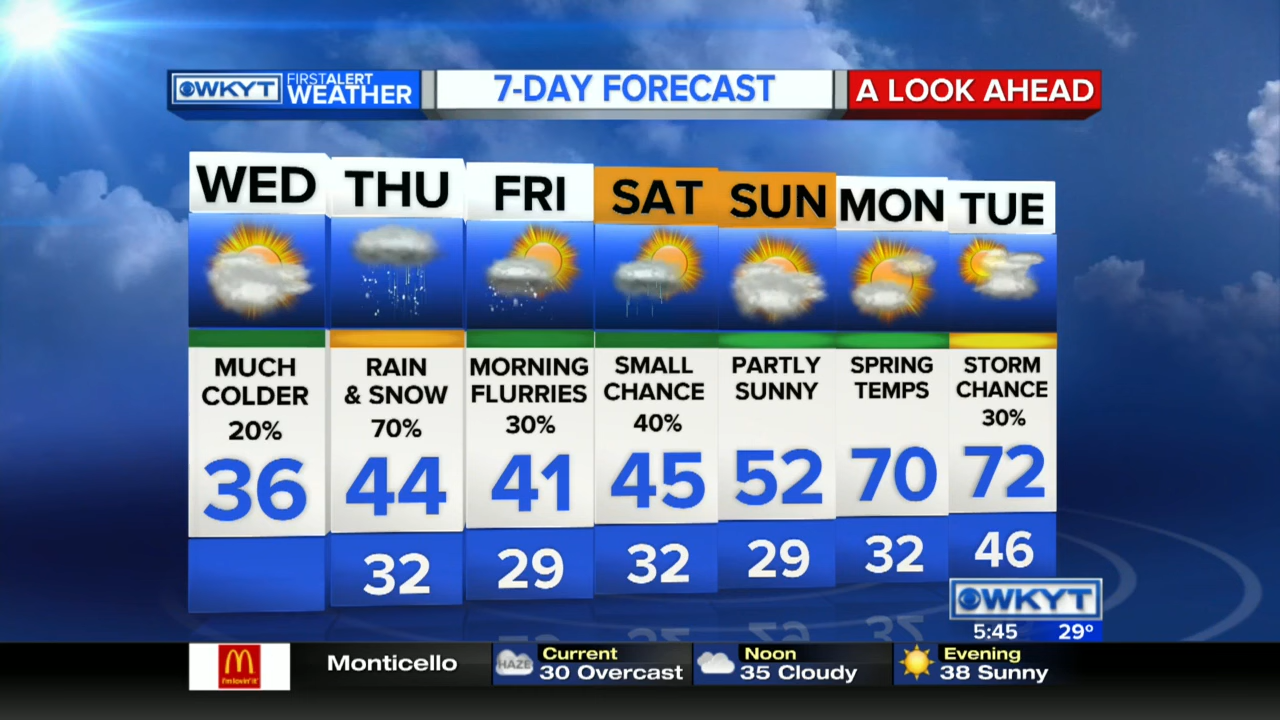 WKYT FIRST ALERT WEATHER
7-DAY FORECAST
A LOOK AHEAD
WED THU FRI SAT SUN MON TUE
MUCH COLDER
20%
36
RAIN & SNOW
70%
44
32
MORNING FLURRIES
30%
41
29
SMALL CHANCE
40%
45
32
PARTLY SUNNY
52
29
SPRING TEMPS
70
32
STORM CHANCE
30%
72
46
WKYT
5:45 29°
M
i'm lovin' it
Monticello
HAZE
Current
30 Overcast
Noon
35 Cloudy
Evening
38 Sunny